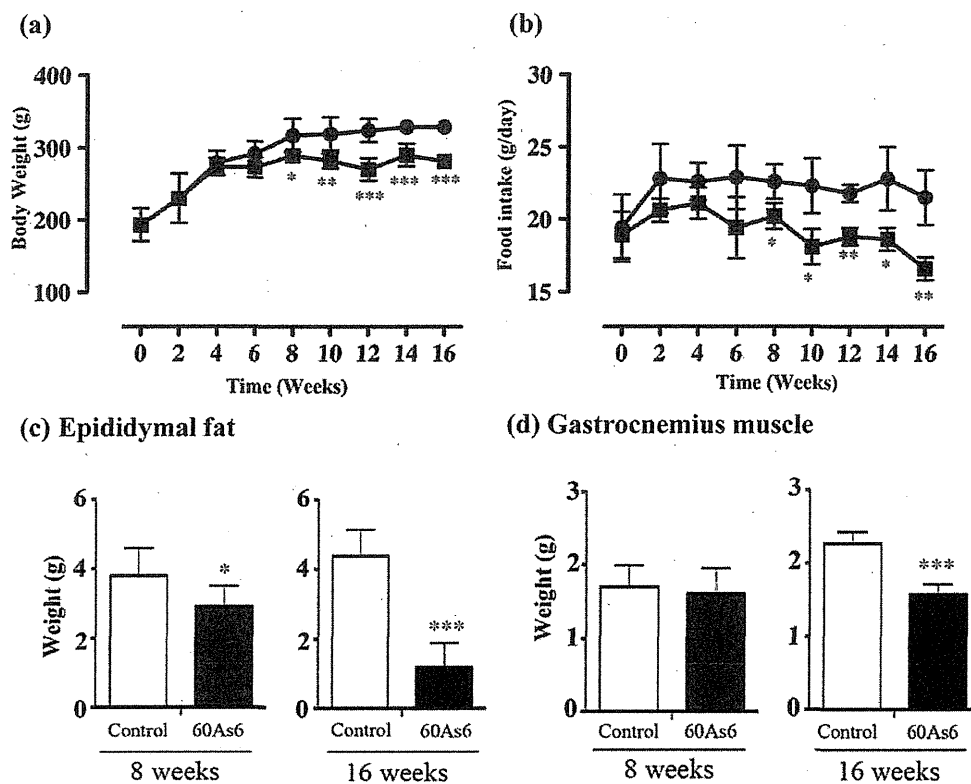 (a)
Body Weight (g)
400
300
200
100
0 2 4 6 8 10 12 14 16
Time (Weeks)
* ** *** *** ***
(b)
Food intake (g/day)
30
25
20
15
0 2 4 6 8 10 12 14 16
Time (Weeks)
* * ** * **
(c) Epididymal fat
Weight (g)
6
4
2
0
*
Control 60As6
8 weeks
6
4
2
0
***
Control 60As6
16 weeks
(d) Gastrocnemius muscle
Weight (g)
3
2
1
0
Control 60As6
8 weeks
3
2
1
0
***
Control 60As6
16 weeks